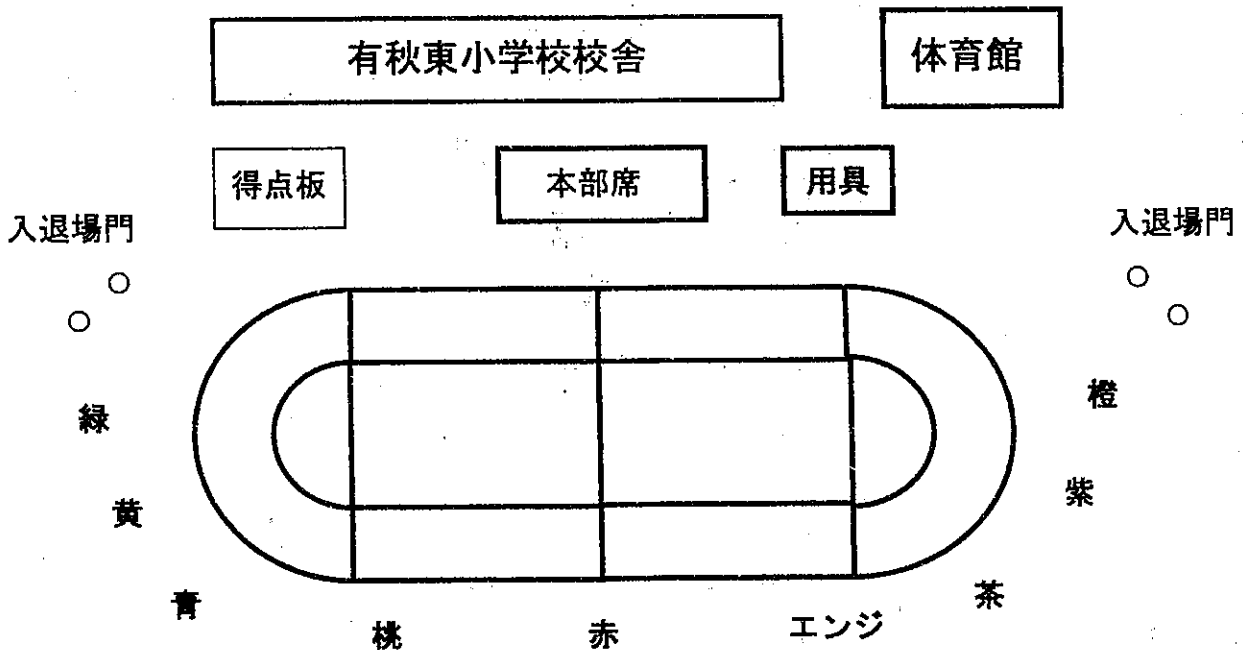 有秋東小学校校舎
体育館
得点板
本部席
用具
入退場門
入退場門
緑
橙
黄
紫
青
茶
桃
赤
エンジ